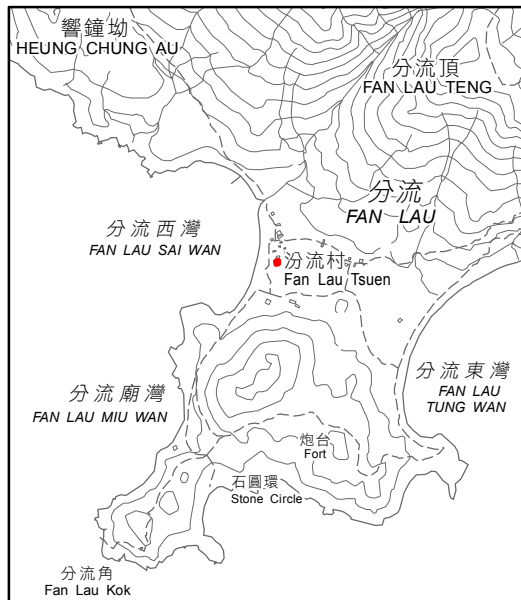 響鐘坳
HEUNG CHUNG AU
分流頂
FAN LAU TENG
分流
FAN LAU
分流西灣
FAN LAU SAI WAN
汾流村
Fan Lau Tsuen
分流東灣
FAN LAU
TUNG WAN
分流廟灣
FAN LAU MIU WAN
炮台
Fort
石圓環
Stone Circle
分流角
Fan Lau Kok